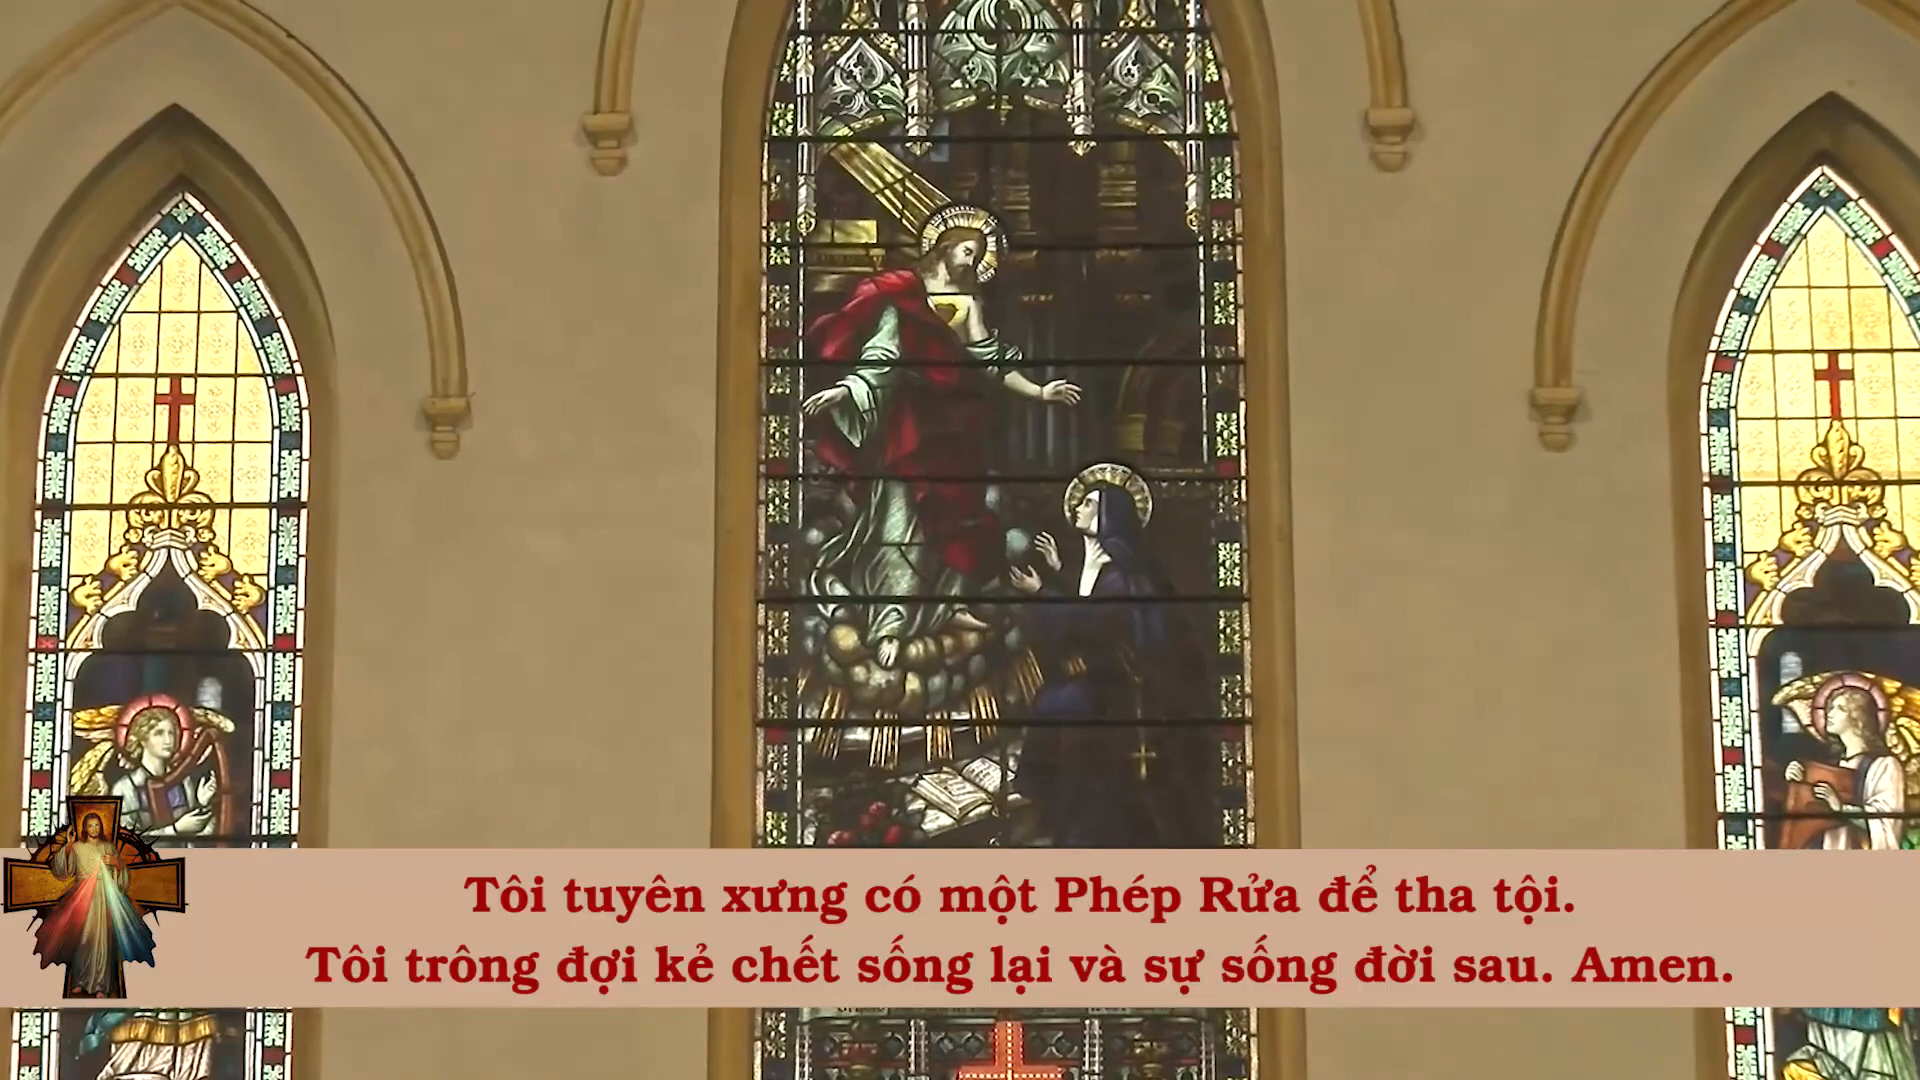 Tôi tuyên xưng có một Phép Rửa để tha tội.
Tôi trông đợi kẻ chết sống lại và sự sống đời sau. Amen.